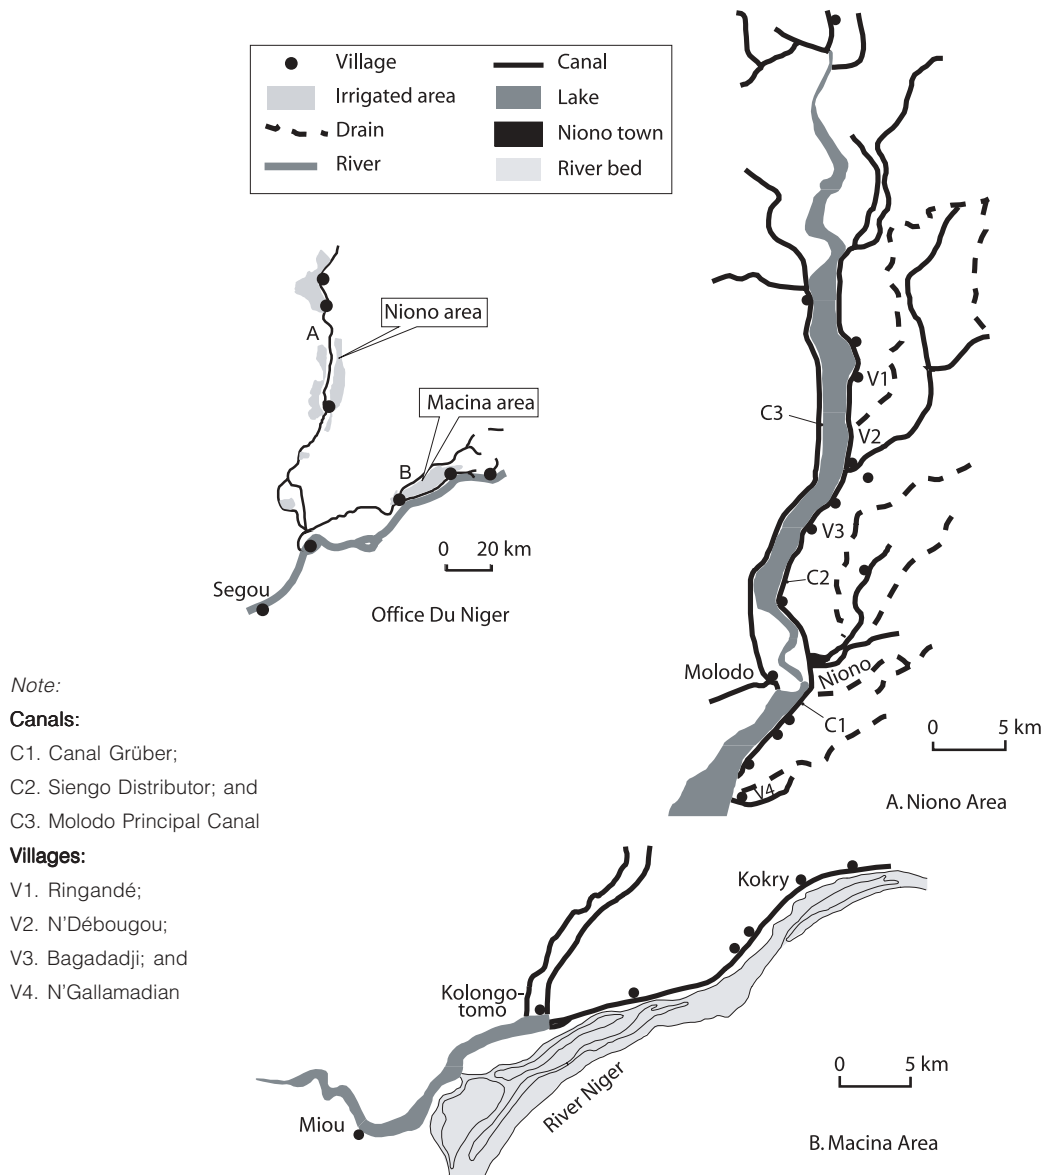 Village
Canal
Irrigated area
Lake
Drain
Niono town
River
River bed
Niono area
A
Macina area
B
0 20 km
Segou
Office Du Niger
V1
C3
V2
V3
C2
Molodo
Niono
C1
0 5 km
V4
A. Niono Area
Note:
Canals:
C1. Canal Grüber;
C2. Siengo Distributor; and
C3. Molodo Principal Canal
Villages:
V1. Ringandé;
V2. N'Débougou;
V3. Bagadadji; and
V4. N'Gallamadian
Kokry
Kolongo-
tomo
0 5 km
River Niger
Miou
B. Macina Area